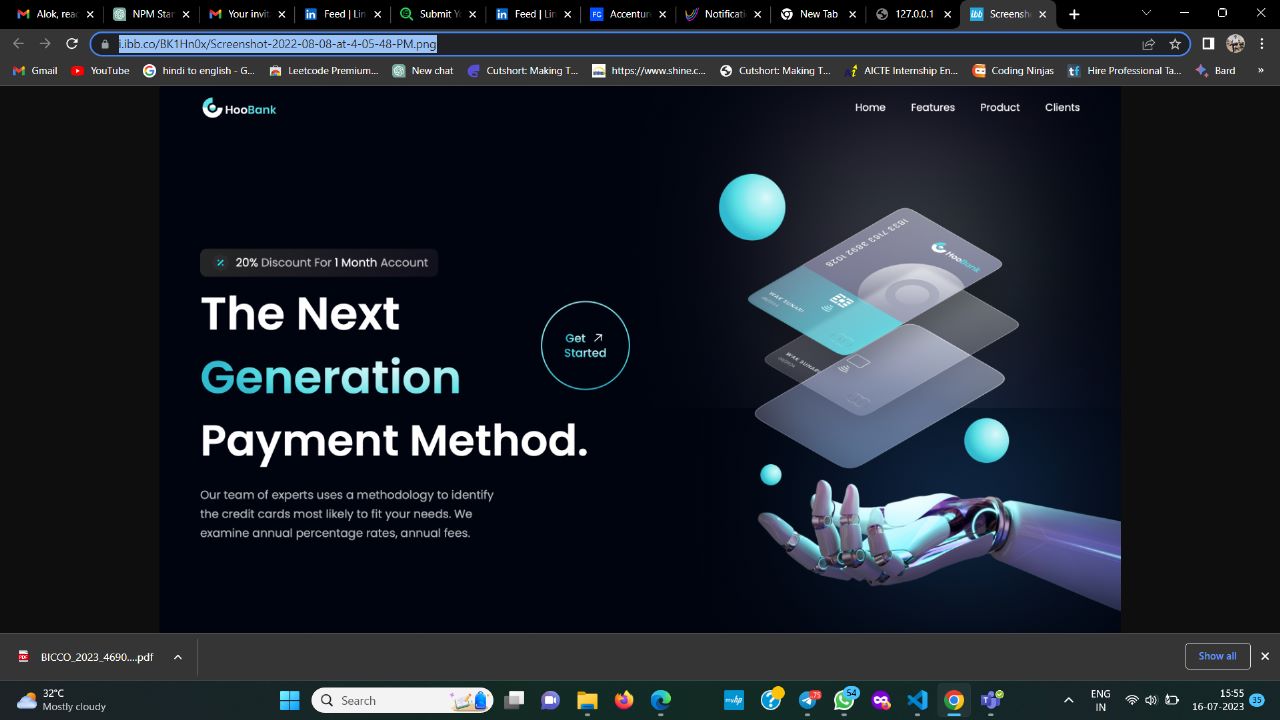 Alok, rea
NPM Star
Your invit
Feed | Lin
Submit Yo
Feed | Lin
Accenture
Notificati
New Tab
127.0.0.1
Screensho
i.ibb.co/BK1Hn0x/Screenshot-2022-08-08-at-4-05-48-PM.png
Gmail
YouTube
hindi to english - G...
Leetcode Premium...
New chat
Cutshort: Making T...
https://www.shine.c...
Cutshort: Making T...
AICTE Internship En...
Coding Ninjas
Hire Professional Ta...
Bard
»
HooBank
Home
Features
Product
Clients
20% Discount For 1 Month Account
The Next
Generation
Payment Method.
Get
Started
Our team of experts uses a methodology to identify
the credit cards most likely to fit your needs. We
examine annual percentage rates, annual fees.
1833 7163 3892 1028
HooBank
BICCO_2023_4690....pdf
Show all
32°C
Mostly cloudy
Search
75
54
ENG
IN
15:55
16-07-2023
35